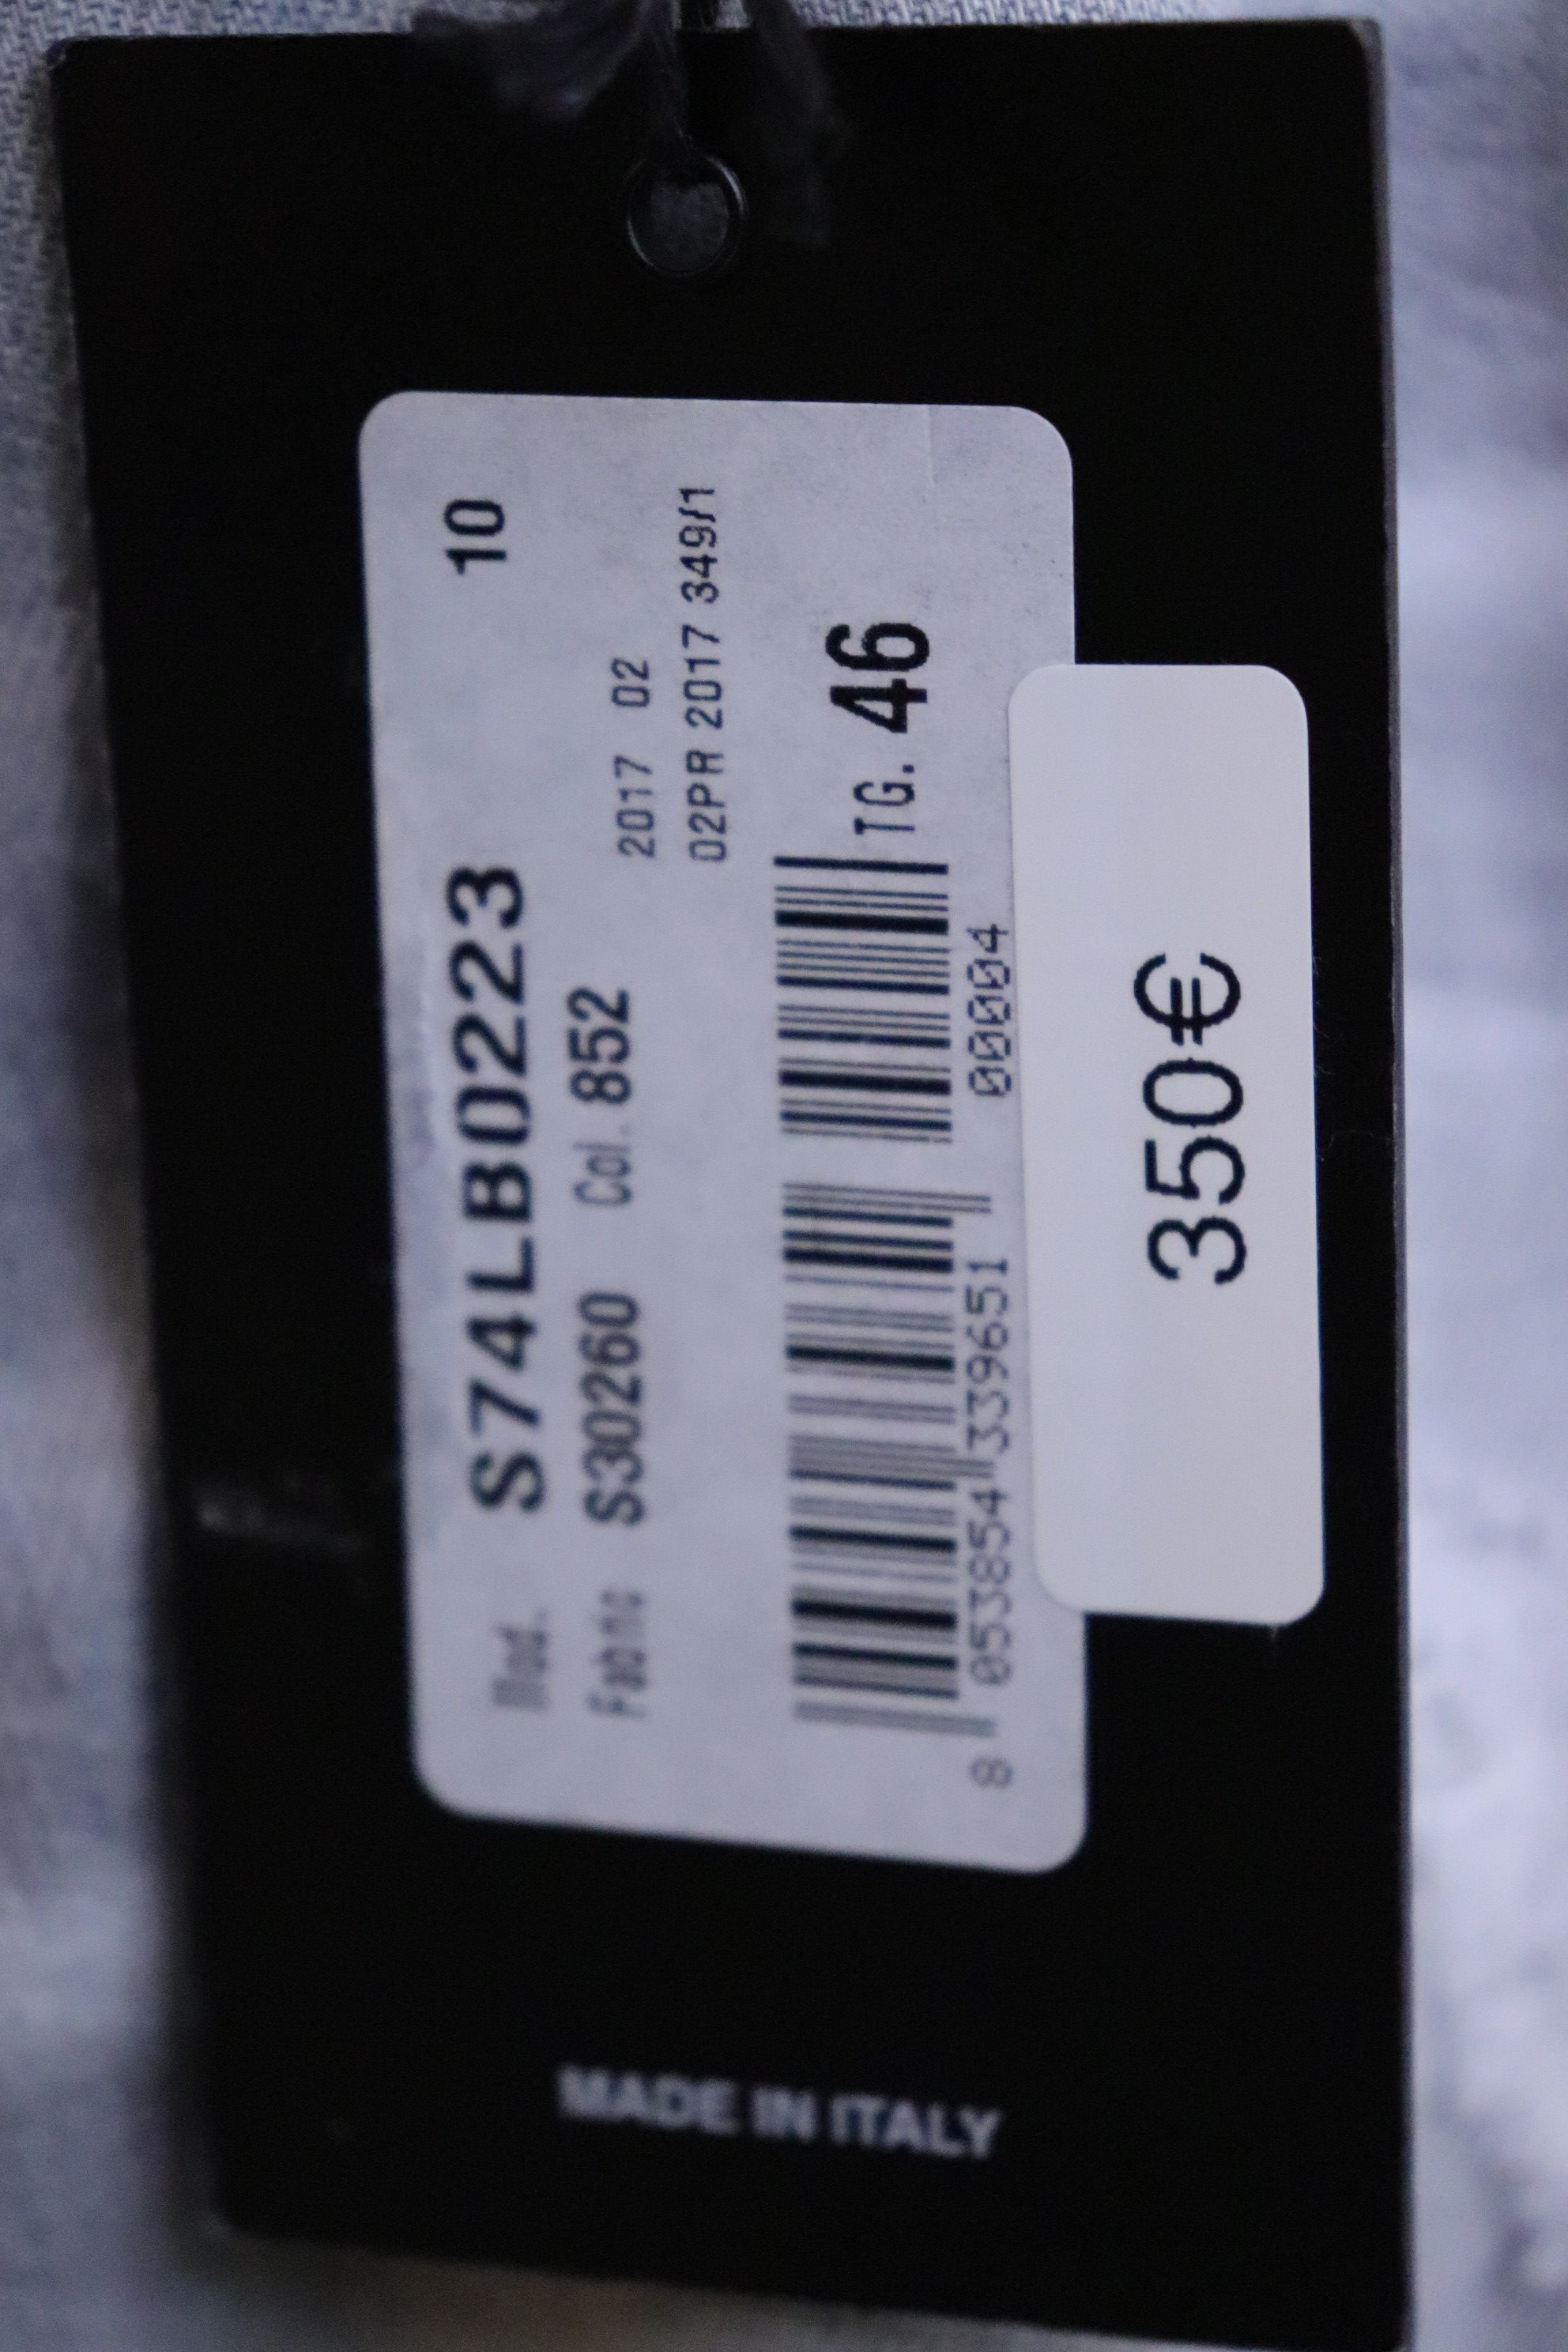 Mod. S74LB0223 10
Fabric S30260 Col. 852
2017 02
02PR 2017 349/1
TG. 46
8 053854 339651 00004
350€
MADE IN ITALY